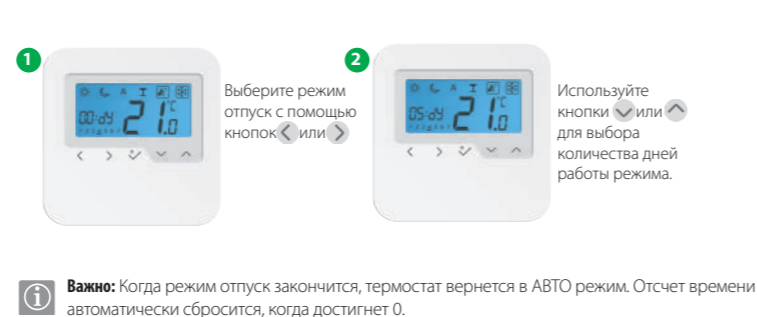 1
2
00-dY 21.0 °C
05-dY 21.0 °C
Выберите режим
отпуск с помощью
кнопок < или >
Используйте
кнопки ﹀ или ︿
для выбора
количества дней
работы режима.
Важно: Когда режим отпуск закончится, термостат вернется в АВТО режим. Отсчет времени
автоматически сбросится, когда достигнет 0.